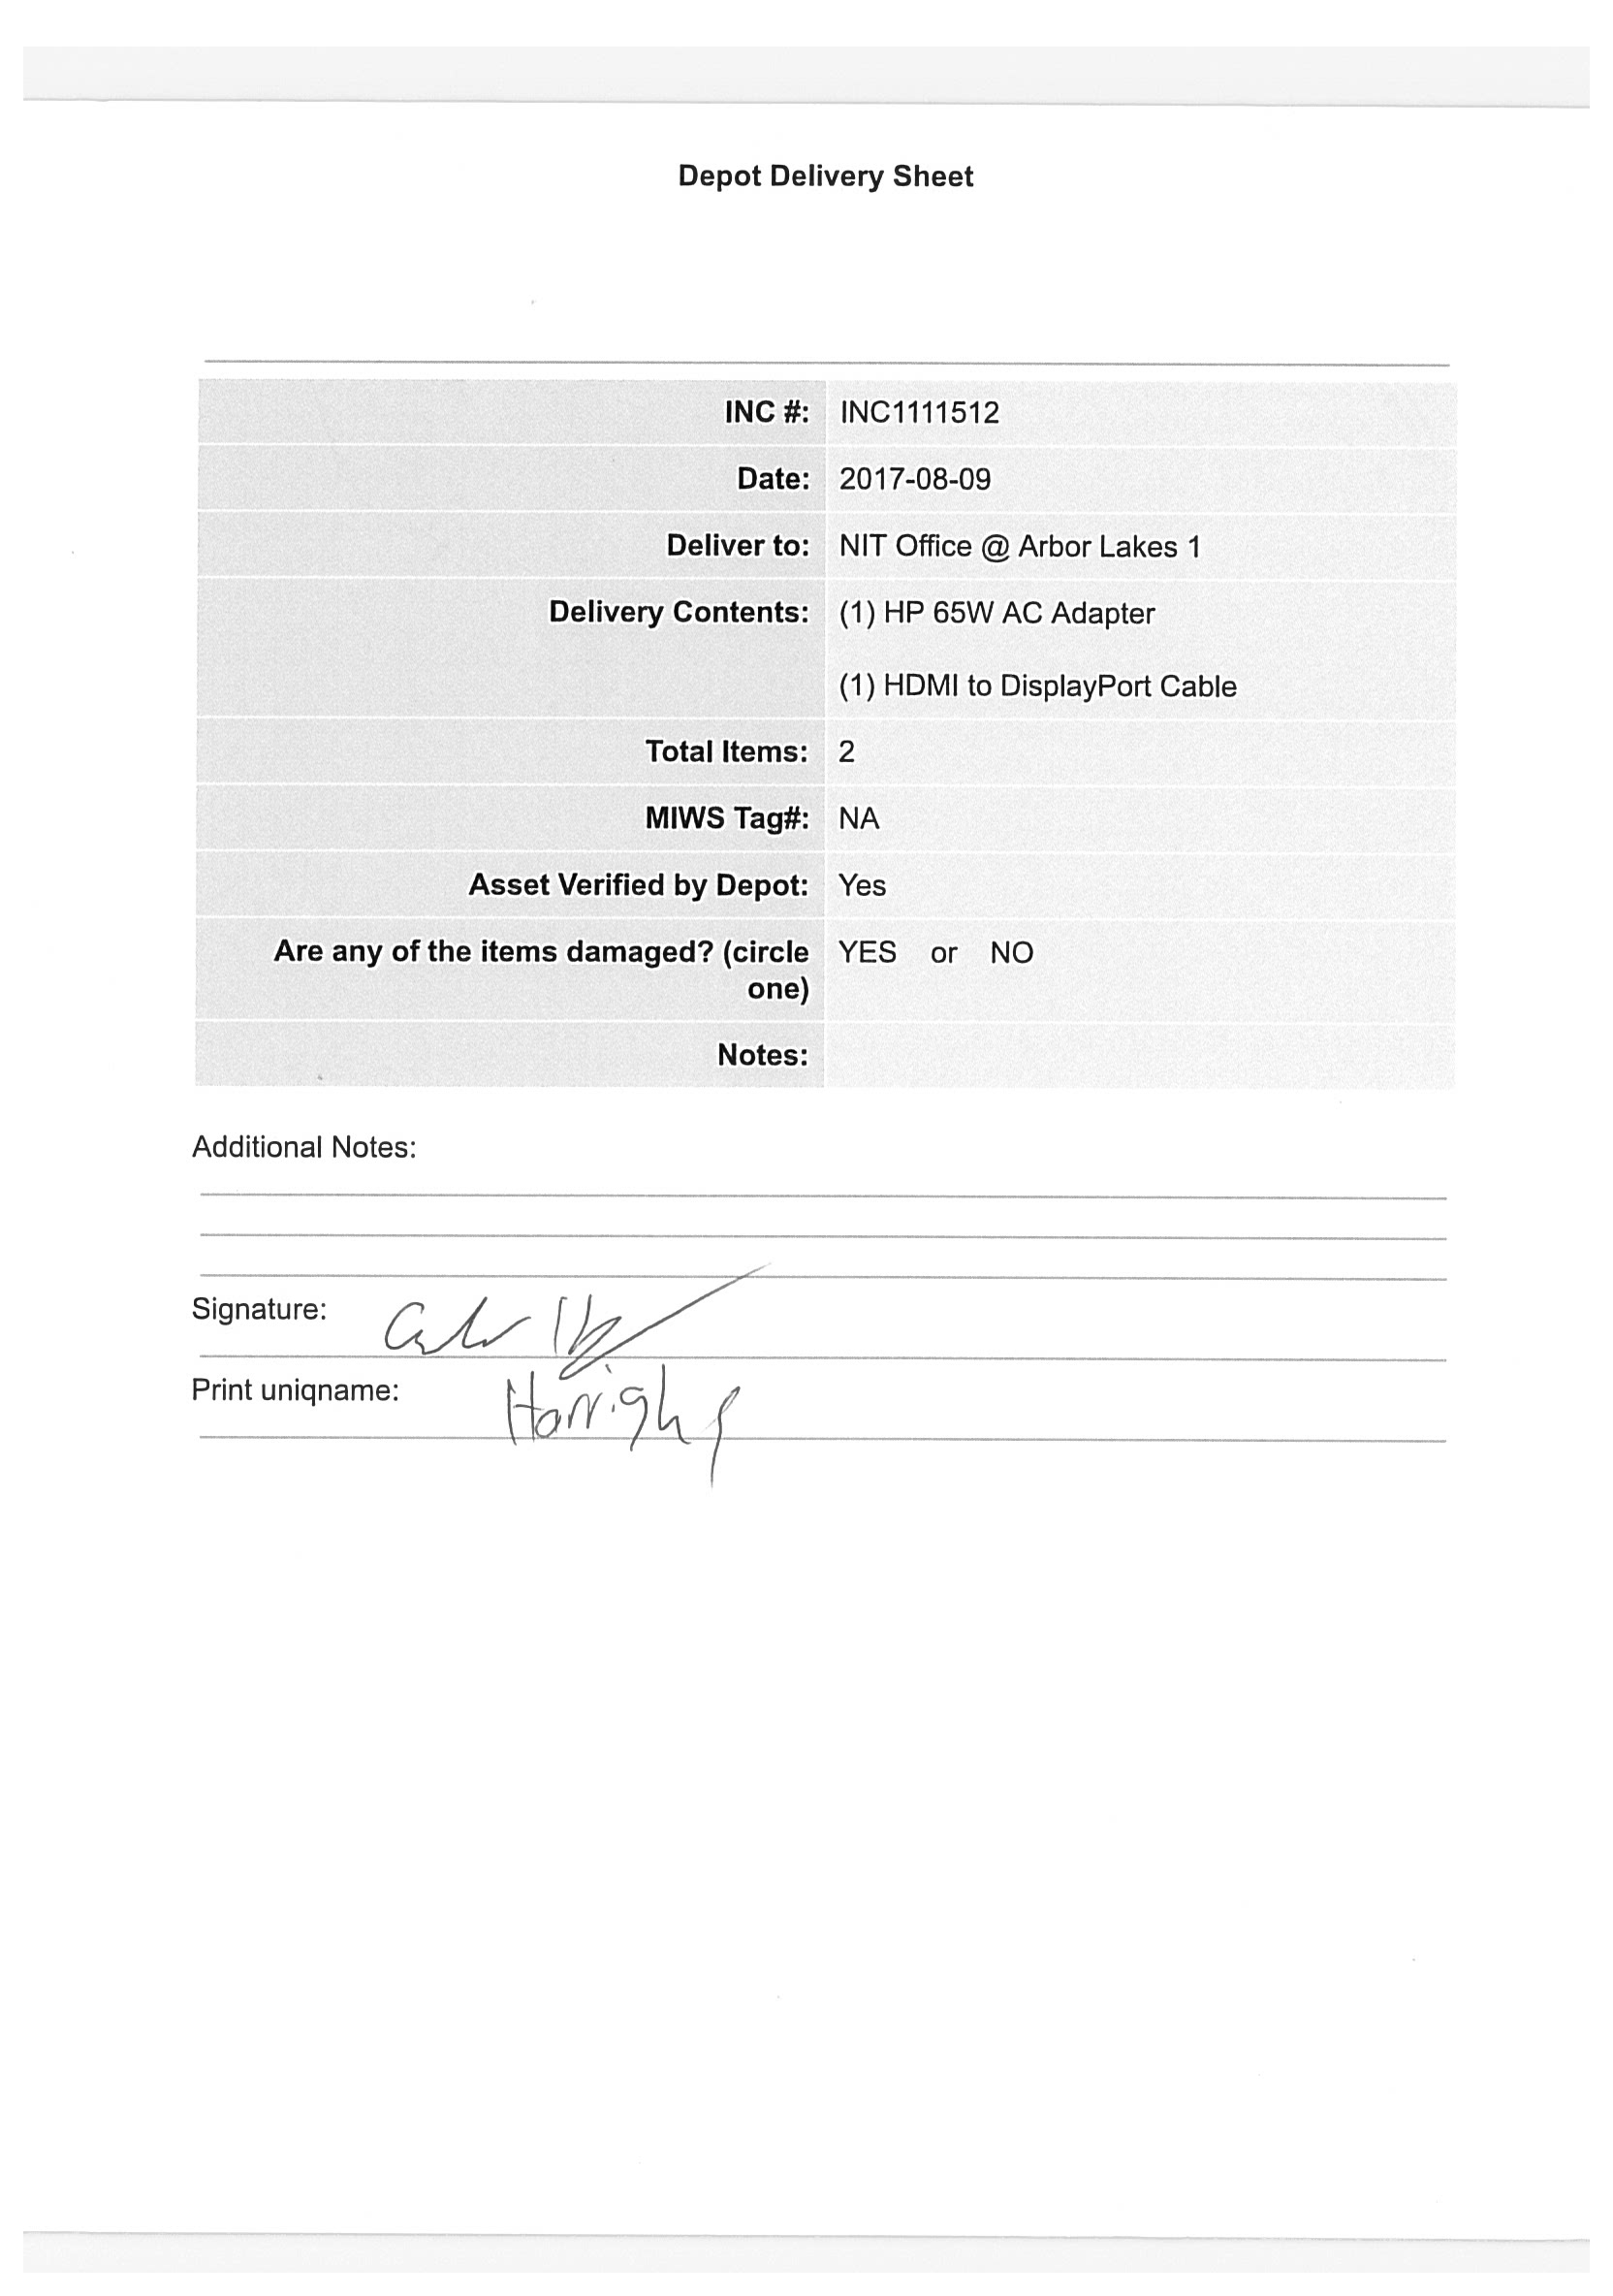 Depot Delivery Sheet
INC #: INC1111512
Date: 2017-08-09
Deliver to: NIT Office @ Arbor Lakes 1
Delivery Contents: (1) HP 65W AC Adapter
(1) HDMI to DisplayPort Cable
Total Items: 2
MIWS Tag#: NA
Asset Verified by Depot: Yes
Are any of the items damaged? (circle YES or NO
one)
Notes:
Additional Notes:
Signature:
Print uniqname: